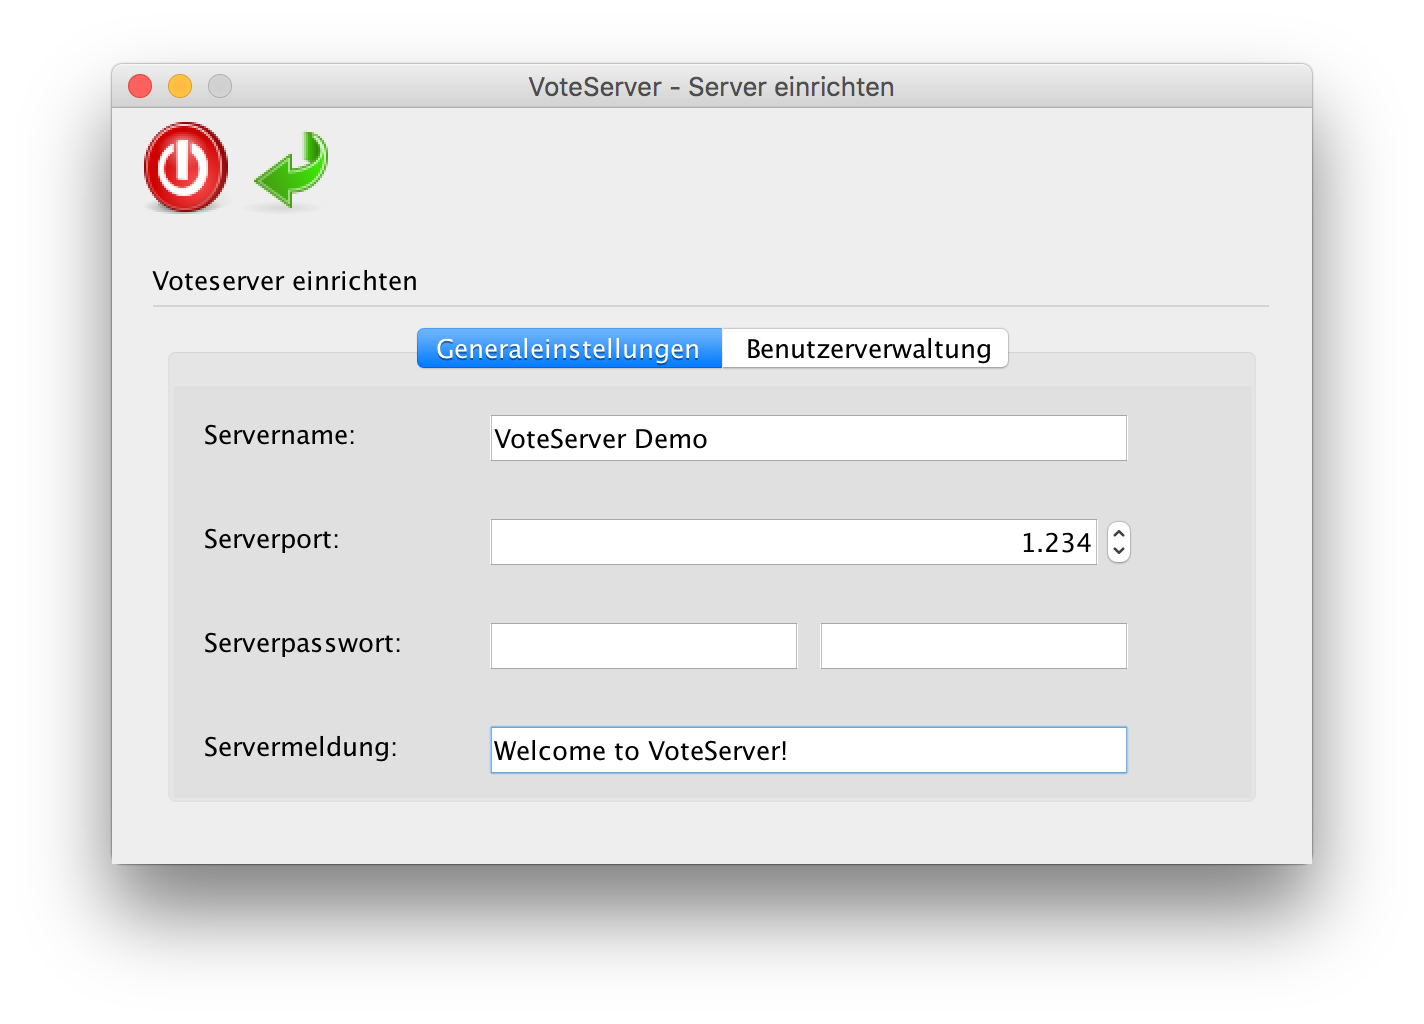 VoteServer - Server einrichten
Voteserver einrichten
Generaleinstellungen Benutzerverwaltung
Servername: VoteServer Demo
Serverport: 1.234
Serverpasswort:
Servermeldung: Welcome to VoteServer!